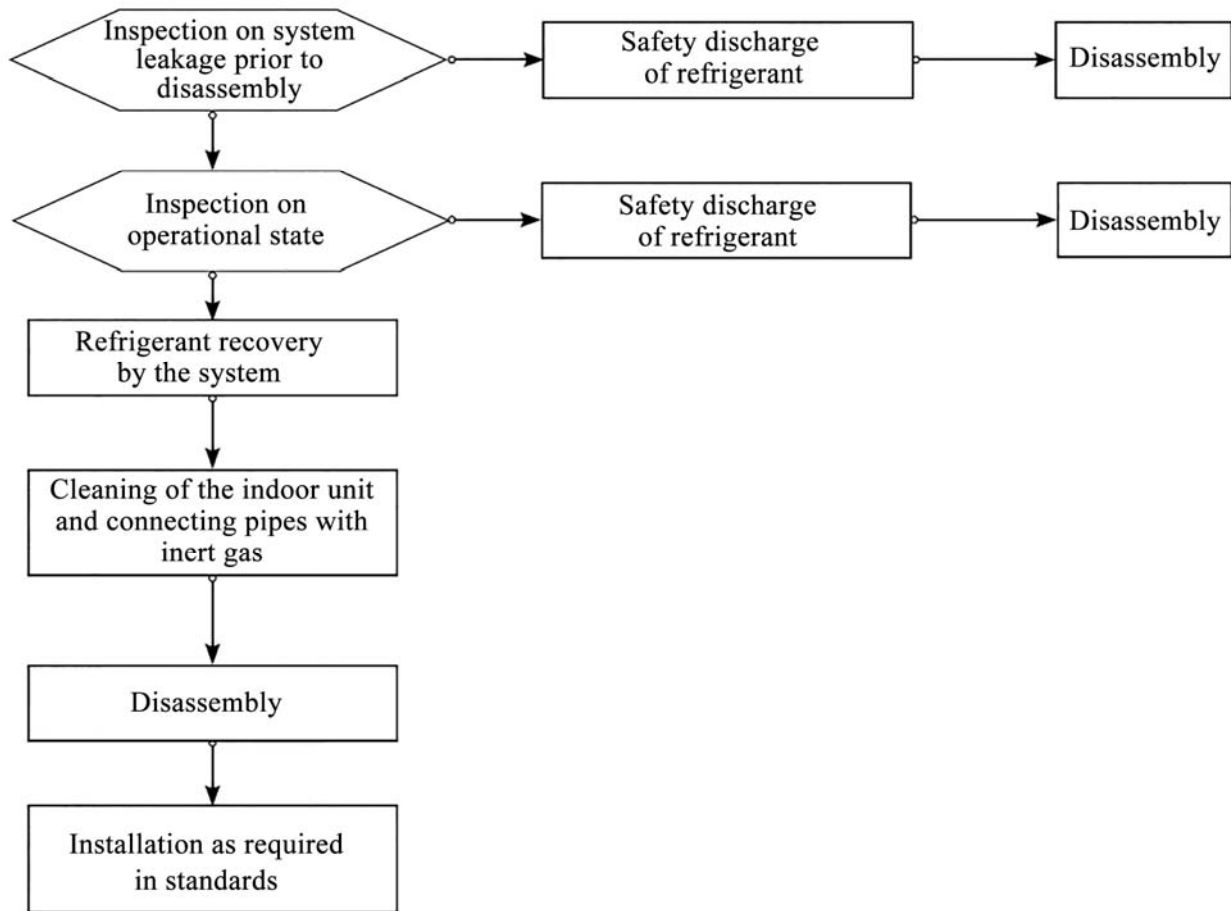 Inspection on system
leakage prior to
disassembly
Safety discharge
of refrigerant
Disassembly
Inspection on
operational state
Safety discharge
of refrigerant
Disassembly
Refrigerant recovery
by the system
Cleaning of the indoor unit
and connecting pipes with
inert gas
Disassembly
Installation as required
in standards